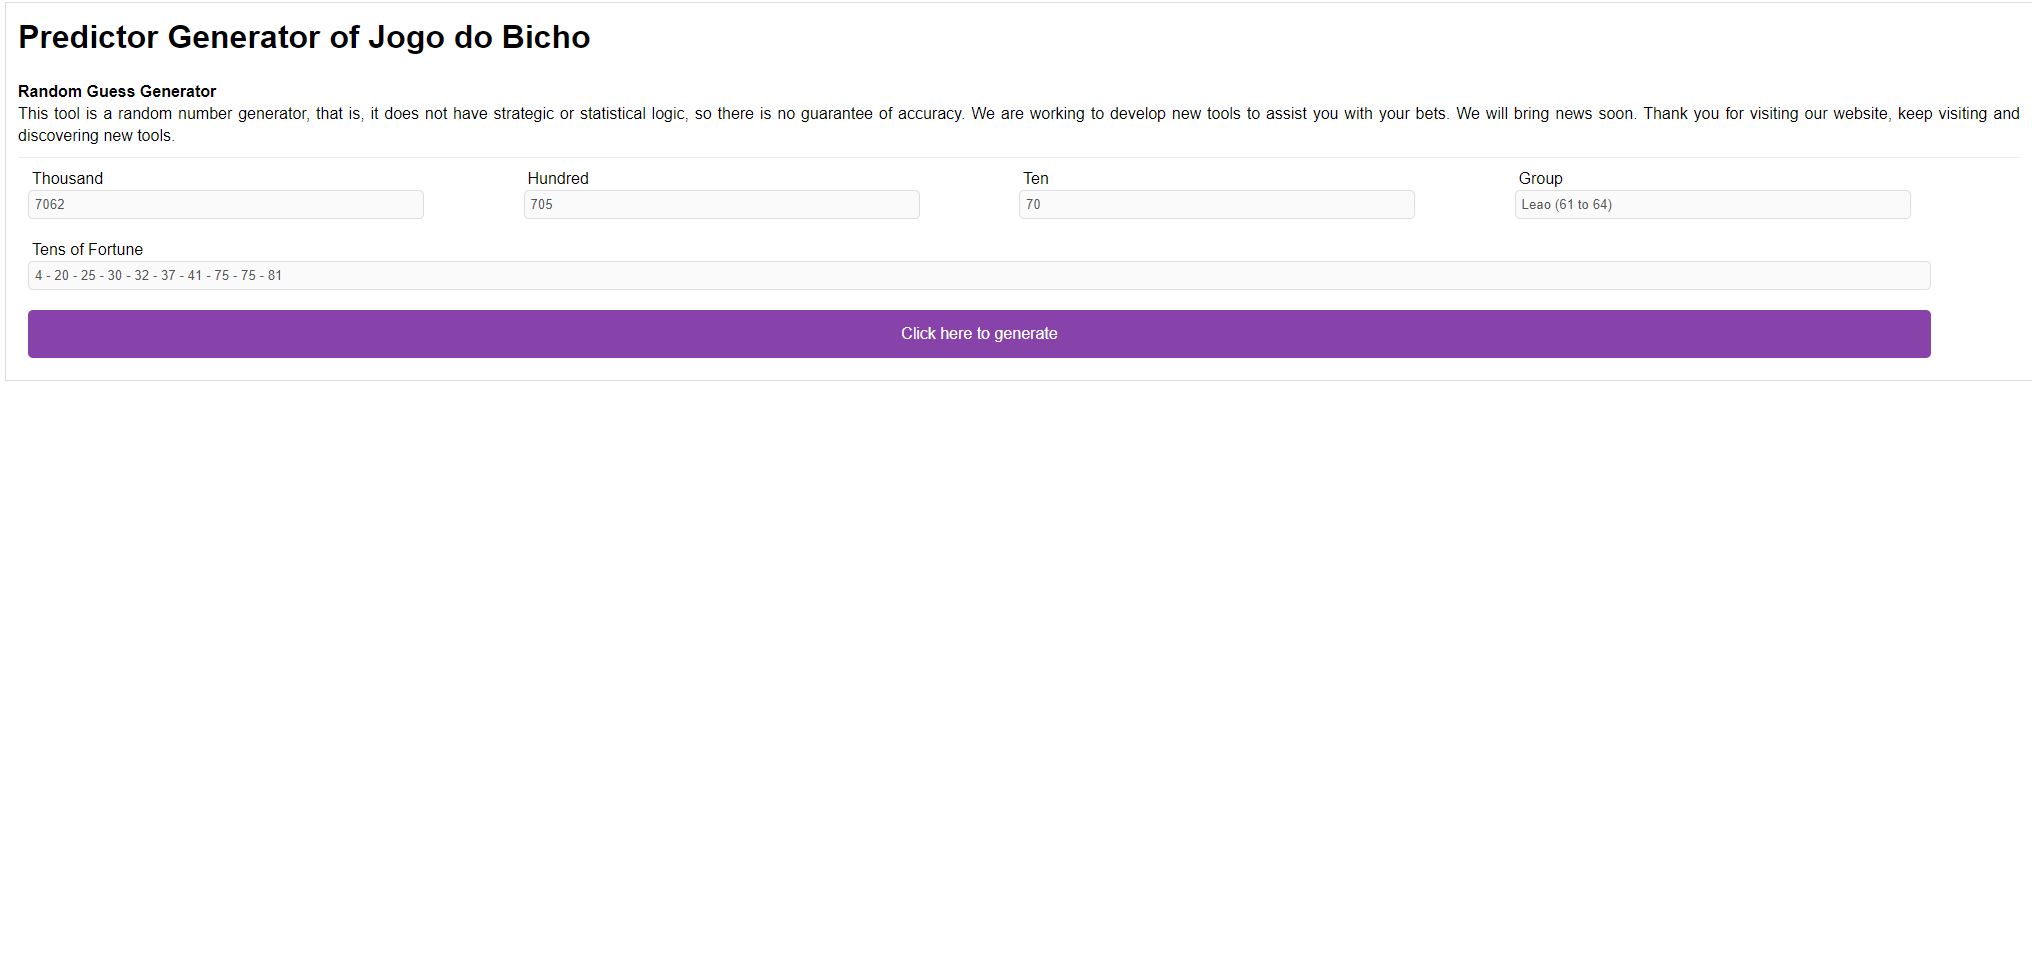 Predictor Generator of Jogo do Bicho
Random Guess Generator
This tool is a random number generator, that is, it does not have strategic or statistical logic, so there is no guarantee of accuracy. We are working to develop new tools to assist you with your bets. We will bring news soon. Thank you for visiting our website, keep visiting and
discovering new tools.
Thousand
7062
Hundred
705
Ten
70
Group
Leao (61 to 64)
Tens of Fortune
4 - 20 - 25 - 30 - 32 - 37 - 41 - 75 - 75 - 81
Click here to generate